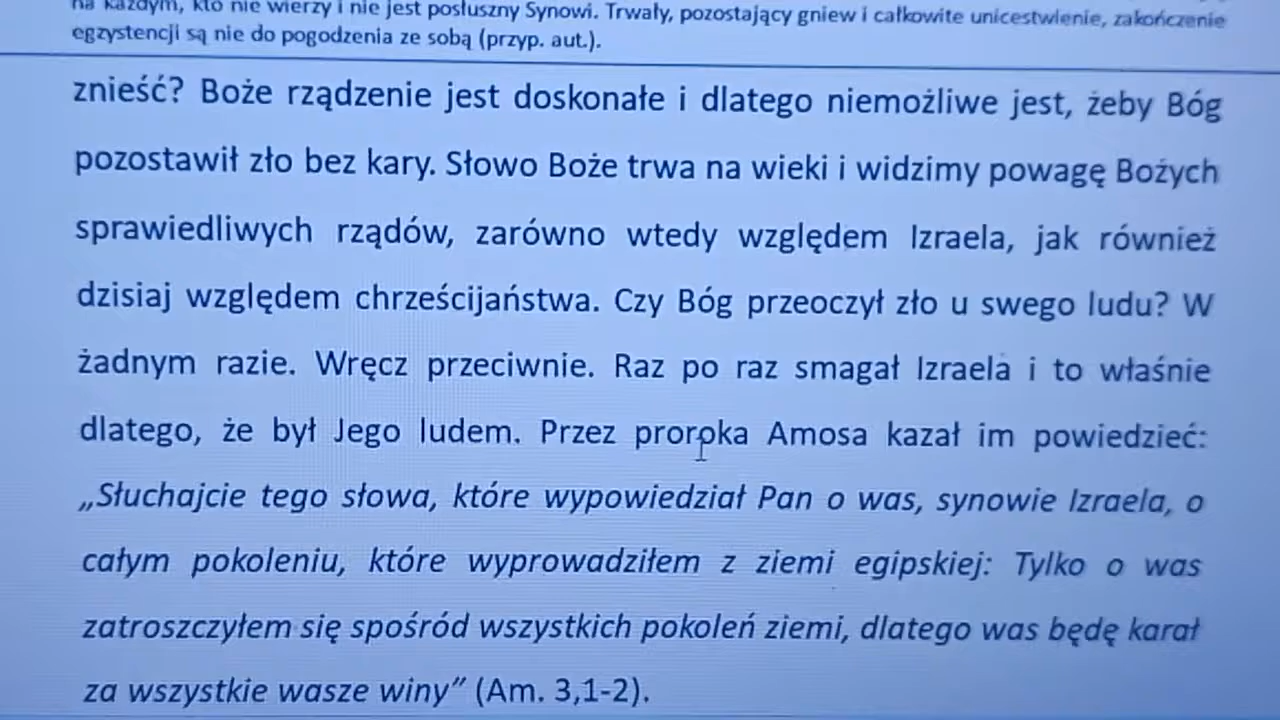 na każdym, kto nie wierzy i nie jest posłuszny Synowi. Trwały, pozostający gniew i całkowite unicestwienie, zakończenie
egzystencji są nie do pogodzenia ze sobą (przyp. aut.).
znieść? Boże rządzenie jest doskonałe i dlatego niemożliwe jest, żeby Bóg
pozostawił zło bez kary. Słowo Boże trwa na wieki i widzimy powagę Bożych
sprawiedliwych rządów, zarówno wtedy względem Izraela, jak również
dzisiaj względem chrześcijaństwa. Czy Bóg przeoczył zło u swego ludu? W
żadnym razie. Wręcz przeciwnie. Raz po raz smagał Izraela i to właśnie
dlatego, że był Jego ludem. Przez proroka Amosa kazał im powiedzieć:
„Słuchajcie tego słowa, które wypowiedział Pan o was, synowie Izraela, o
całym pokoleniu, które wyprowadziłem z ziemi egipskiej: Tylko o was
zatroszczyłem się spośród wszystkich pokoleń ziemi, dlatego was będę karał
za wszystkie wasze winy" (Am. 3,1-2).